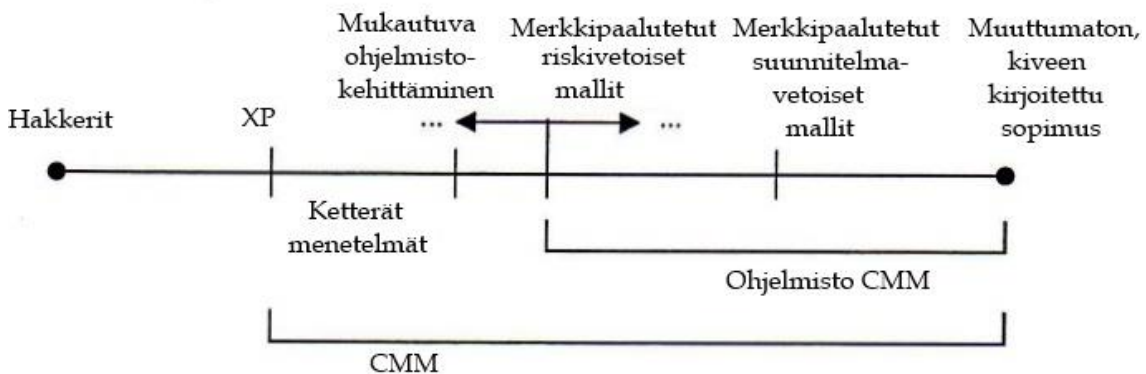 Hakkerit
XP
Mukautuva
ohjelmisto-
kehittäminen
Merkkipaalutetut
riskivetoiset
mallit
Merkkipaalutetut
suunnitelma-
vetoiset
mallit
Muuttumaton,
kiveen
kirjoitettu
sopimus
...
...
Ketterät
menetelmät
Ohjelmisto CMM
CMM